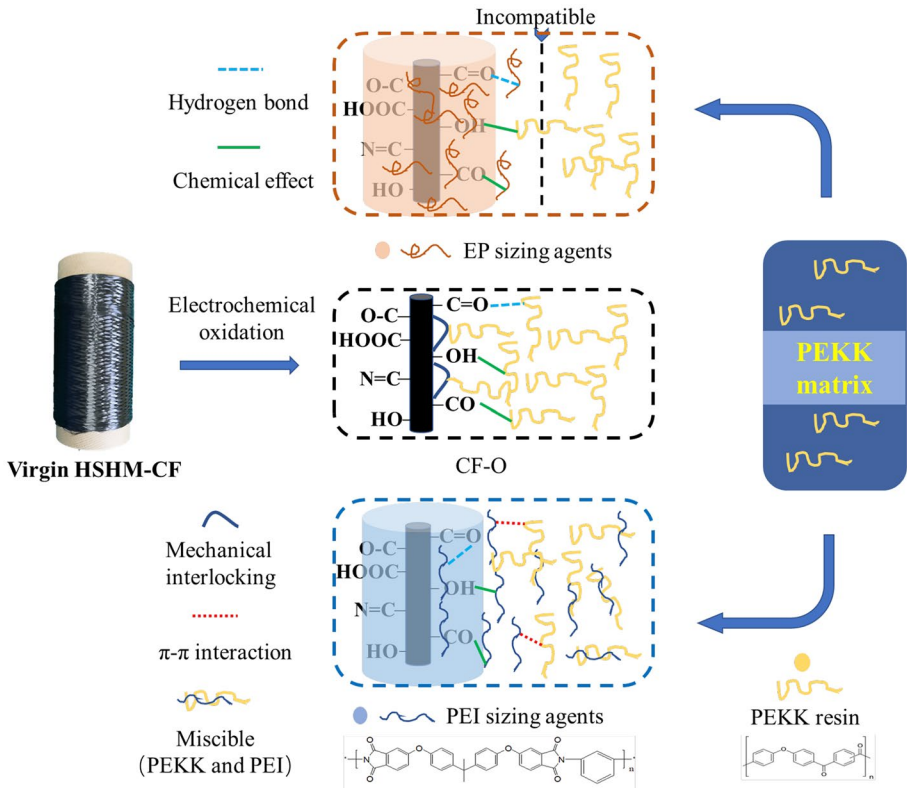 Incompatible
Hydrogen bond
Chemical effect
C=O
O-C
HOOC
OH
N=C
CO
HO
EP sizing agents
Electrochemical
oxidation
Virgin HSHM-CF
C=O
O-C
HOOC
OH
N=C
CO
HO
CF-O
PEKK
matrix
Mechanical
interlocking
π-π interaction
Miscible
(PEKK and PEI)
C=O
O-C
HOOC
OH
N=C
CO
HO
PEI sizing agents
O
O
O
O
N
N
O
O
n
PEKK resin
O
O
O
n